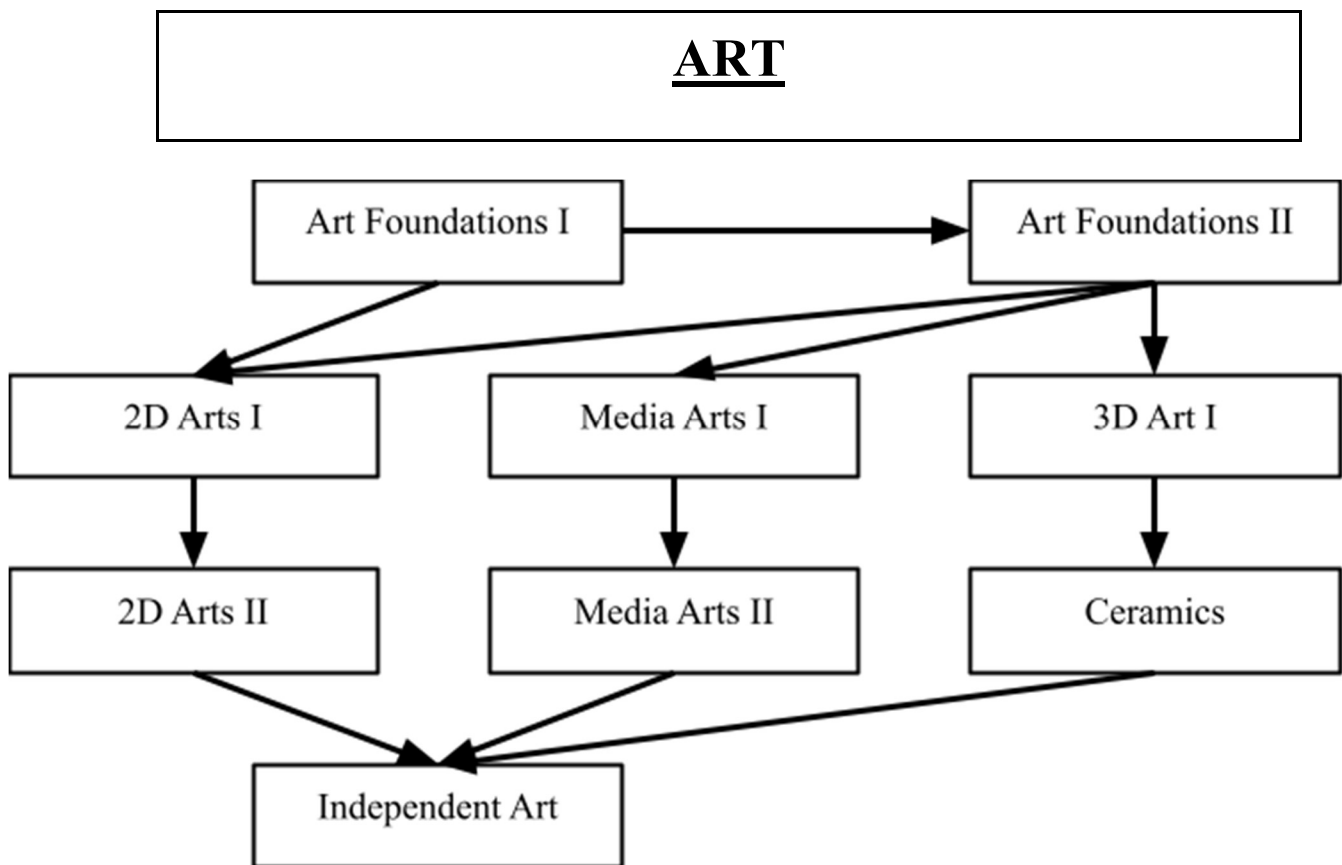 ART
Art Foundations I
Art Foundations II
2D Arts I
Media Arts I
3D Art I
2D Arts II
Media Arts II
Ceramics
Independent Art